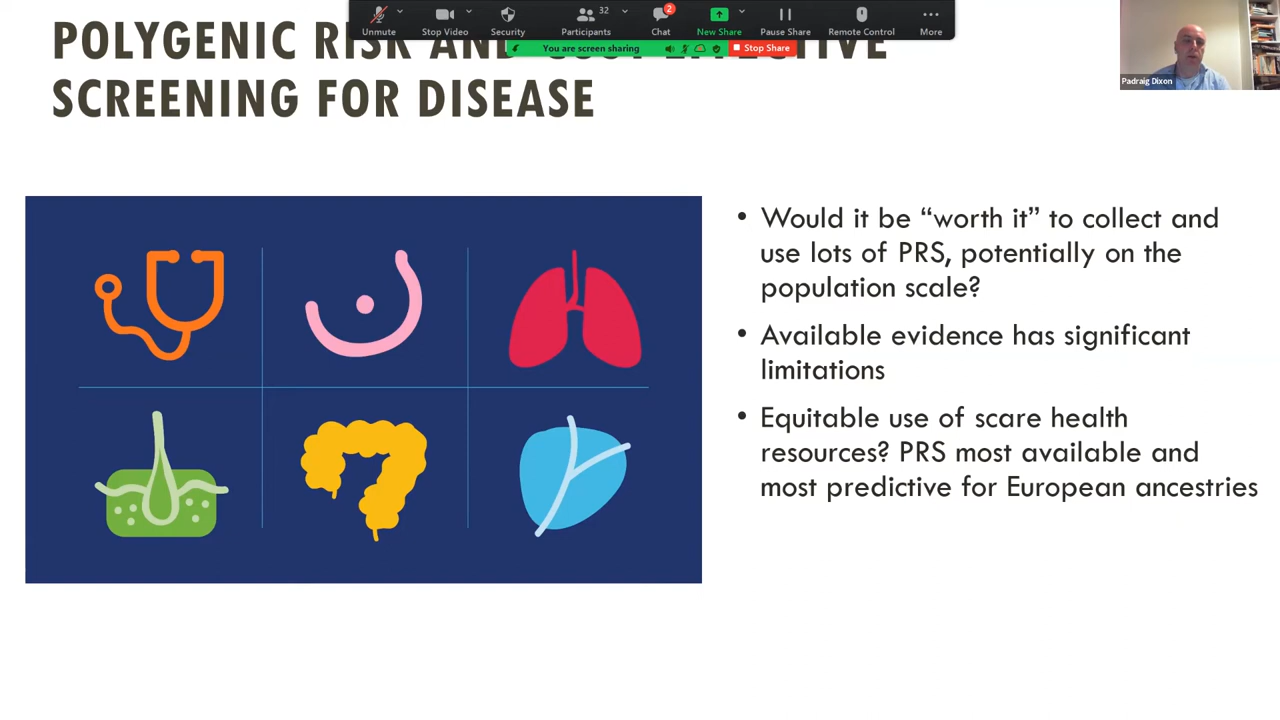 POLYGENIC RISK AND
SCREENING FOR DISEASE
Unmute
Stop Video
Security
32
Participants
2
Chat
New Share
Pause Share
Remote Control
More
You are screen sharing
Stop Share
Padraig Dixon
• Would it be “worth it” to collect and
use lots of PRS, potentially on the
population scale?
• Available evidence has significant
limitations
• Equitable use of scare health
resources? PRS most available and
most predictive for European ancestries